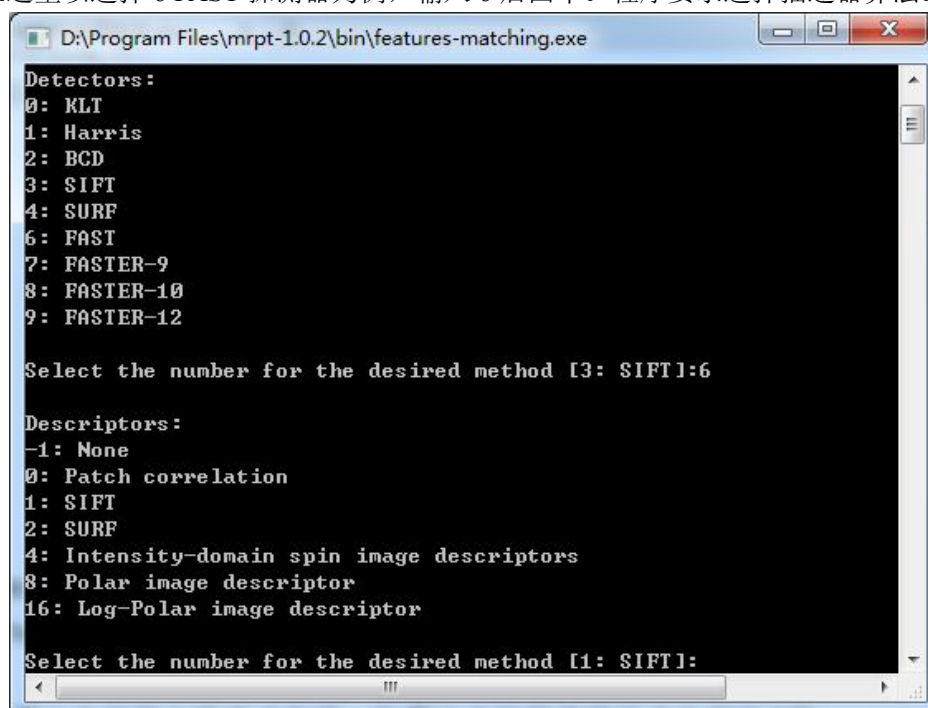 D:\Program Files\mrpt-1.0.2\bin\features-matching.exe
Detectors:
0: KLT
1: Harris
2: BCD
3: SIFT
4: SURF
6: FAST
7: FASTER-9
8: FASTER-10
9: FASTER-12
Select the number for the desired method [3: SIFT]:6
Descriptors:
-1: None
0: Patch correlation
1: SIFT
2: SURF
4: Intensity-domain spin image descriptors
8: Polar image descriptor
16: Log-Polar image descriptor
Select the number for the desired method [1: SIFT]: